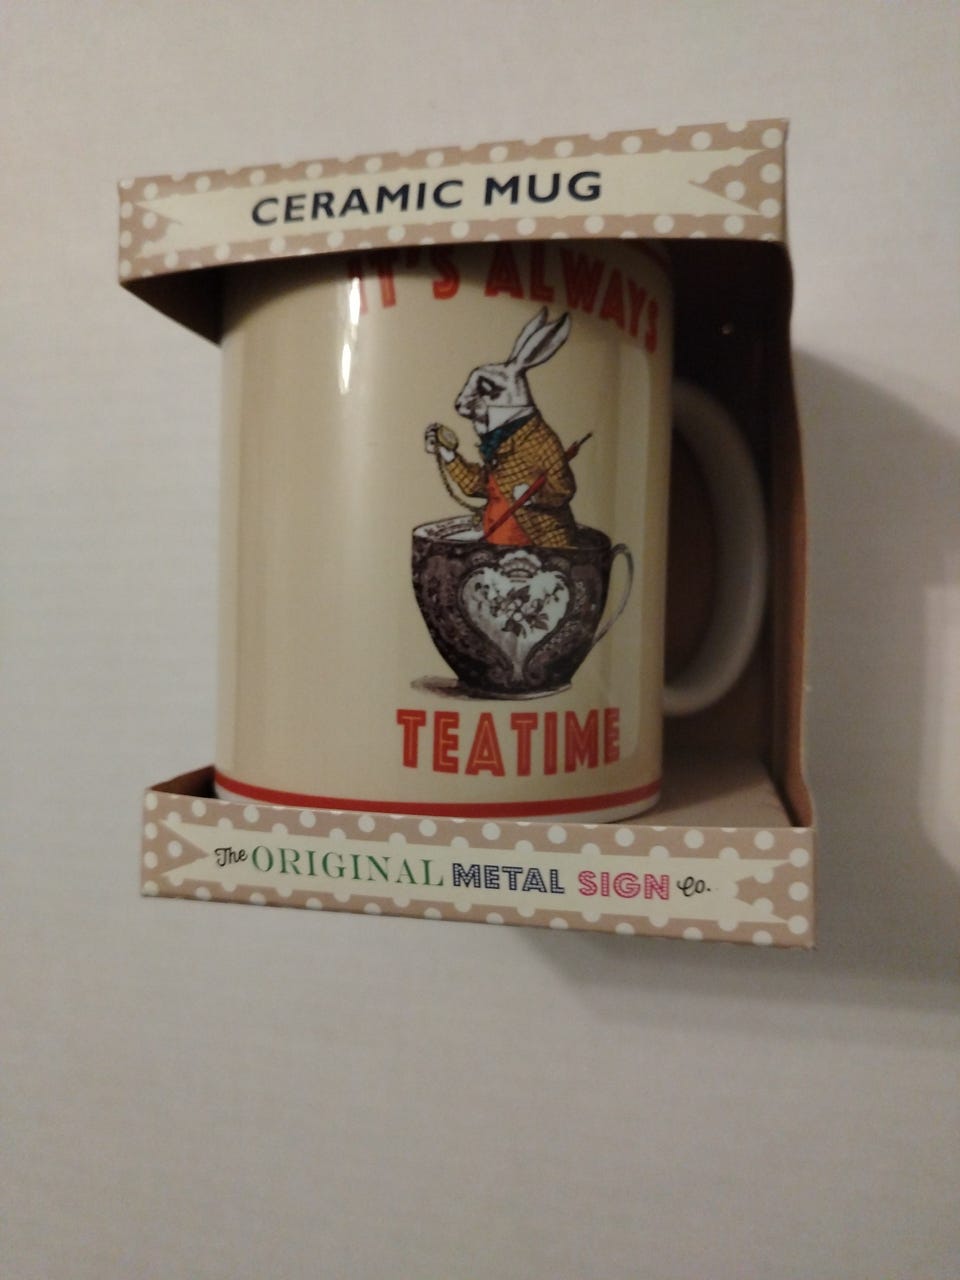 CERAMIC MUG
IT'S ALWAYS
TEATIME
The ORIGINAL METAL SIGN Co.